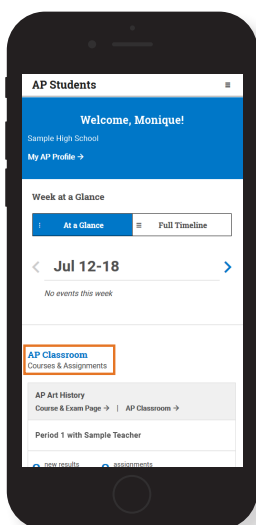 AP Students
Welcome, Monique!
Sample High School
My AP Profile →
Week at a Glance
At a Glance
Full Timeline
Jul 12-18
No events this week
AP Classroom
Courses & Assignments
AP Art History
Course & Exam Page → | AP Classroom →
Period 1 with Sample Teacher
new results assignments